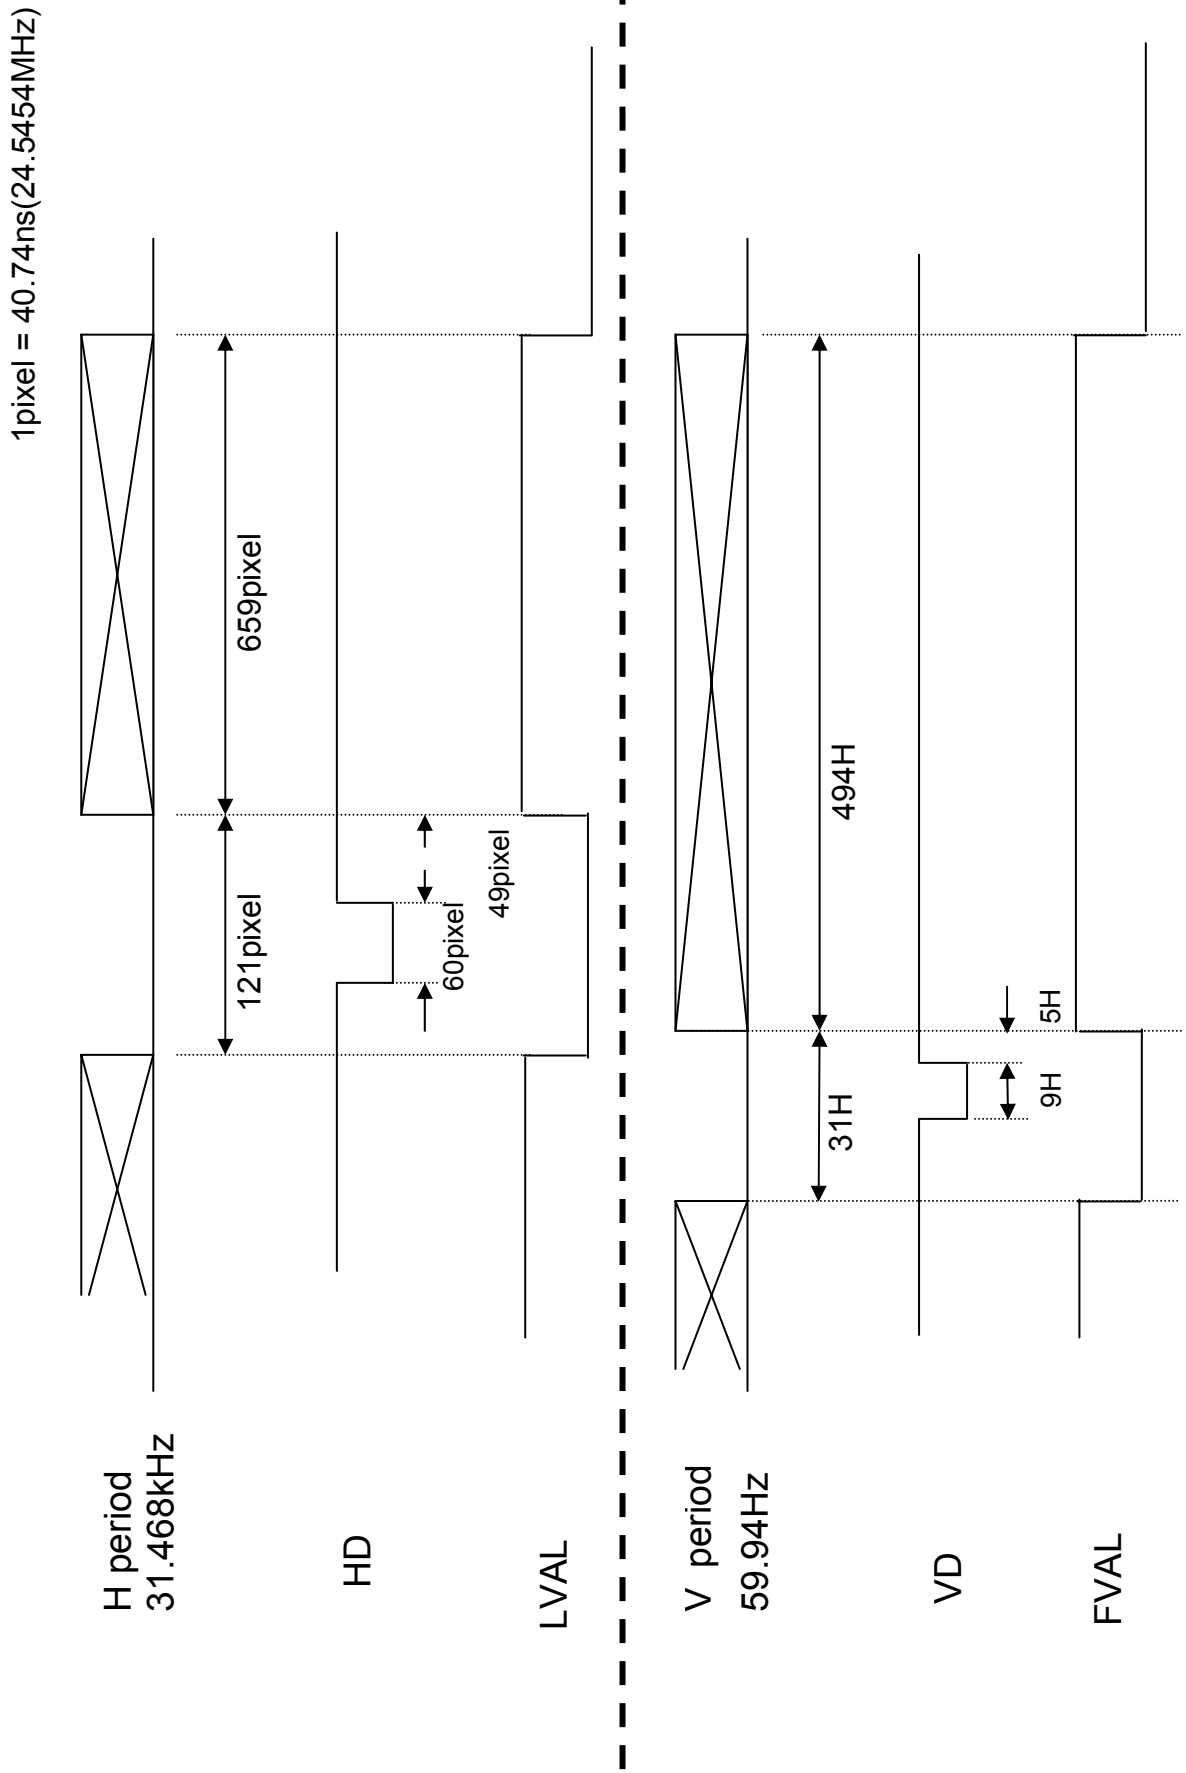 1pixel = 40.74ns(24.5454MHz)
H period
31.468kHz
121pixel
659pixel
HD
60pixel
49pixel
LVAL
V period
59.94Hz
31H
494H
VD
9H
5H
FVAL